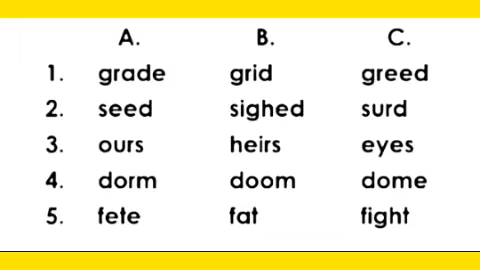 A. B. C.
1. grade grid greed
2. seed sighed surd
3. ours heirs eyes
4. dorm doom dome
5. fete fat fight